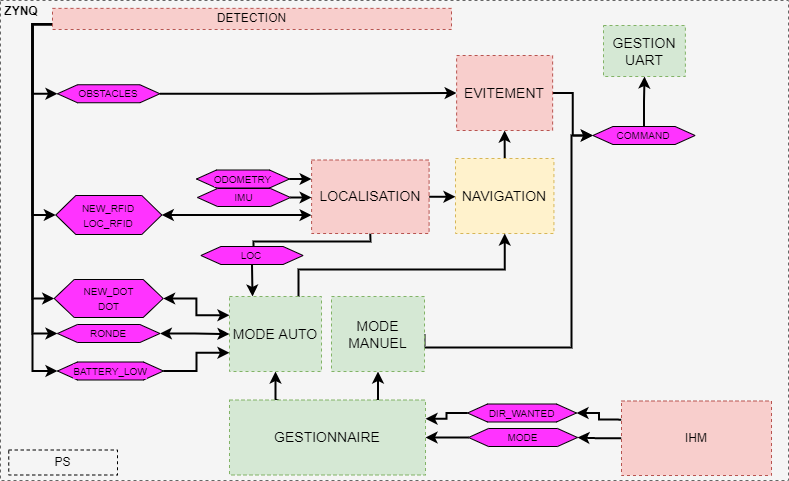 ZYNQ
DETECTION
GESTION
UART
OBSTACLES
EVITEMENT
COMMAND
ODOMETRY
IMU
LOCALISATION
NAVIGATION
NEW_RFID
LOC_RFID
LOC
NEW_DOT
DOT
RONDE
MODE AUTO
MODE
MANUEL
BATTERY_LOW
DIR_WANTED
GESTIONNAIRE
MODE
IHM
PS